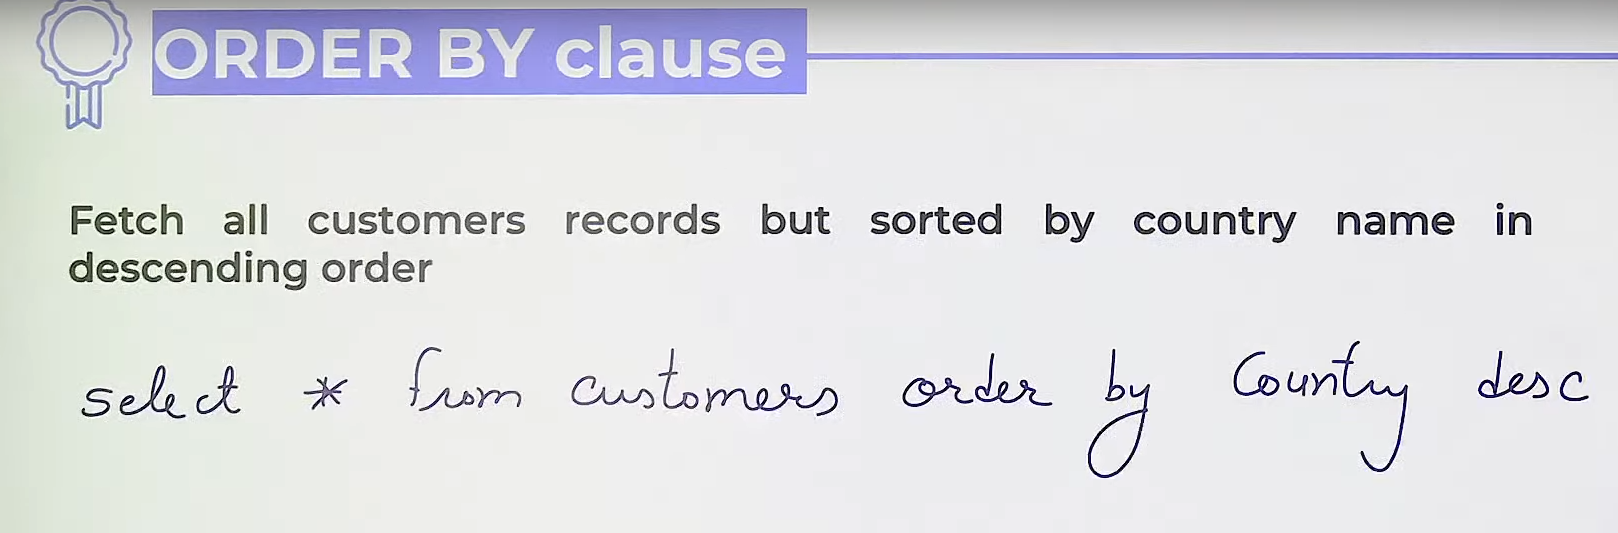 ORDER BY clause
Fetch all customers records but sorted by country name in
descending order
select * from customers order by Country desc